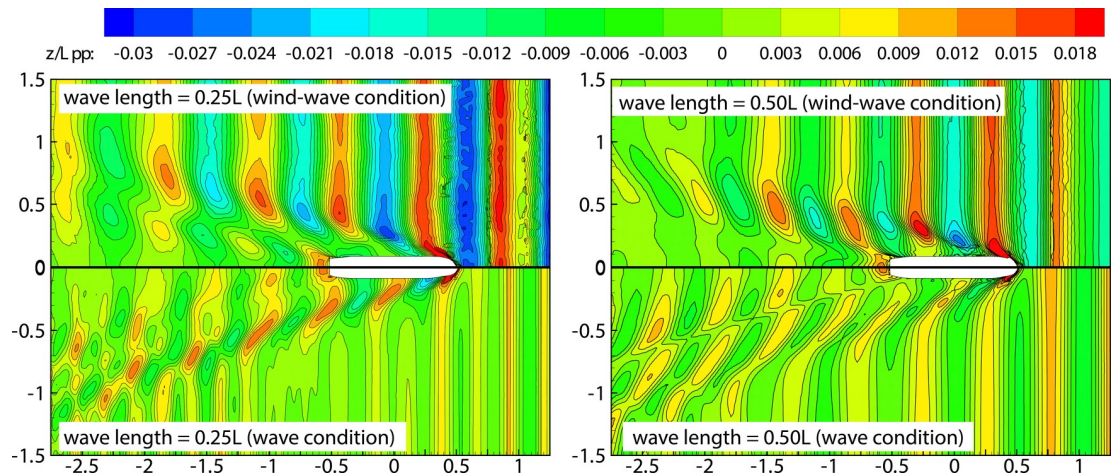 z/Lpp: -0.03 -0.027 -0.024 -0.021 -0.018 -0.015 -0.012 -0.009 -0.006 -0.003 0 0.003 0.006 0.009 0.012 0.015 0.018
1.5
wave length = 0.25L (wind-wave condition)
1
0.5
0
-0.5
-1
wave length = 0.25L (wave condition)
-1.5
-2.5 -2 -1.5 -1 -0.5 0 0.5 1
1.5
wave length = 0.50L (wind-wave condition)
1
0.5
0
-0.5
-1
wave length = 0.50L (wave condition)
-1.5
-2.5 -2 -1.5 -1 -0.5 0 0.5 1